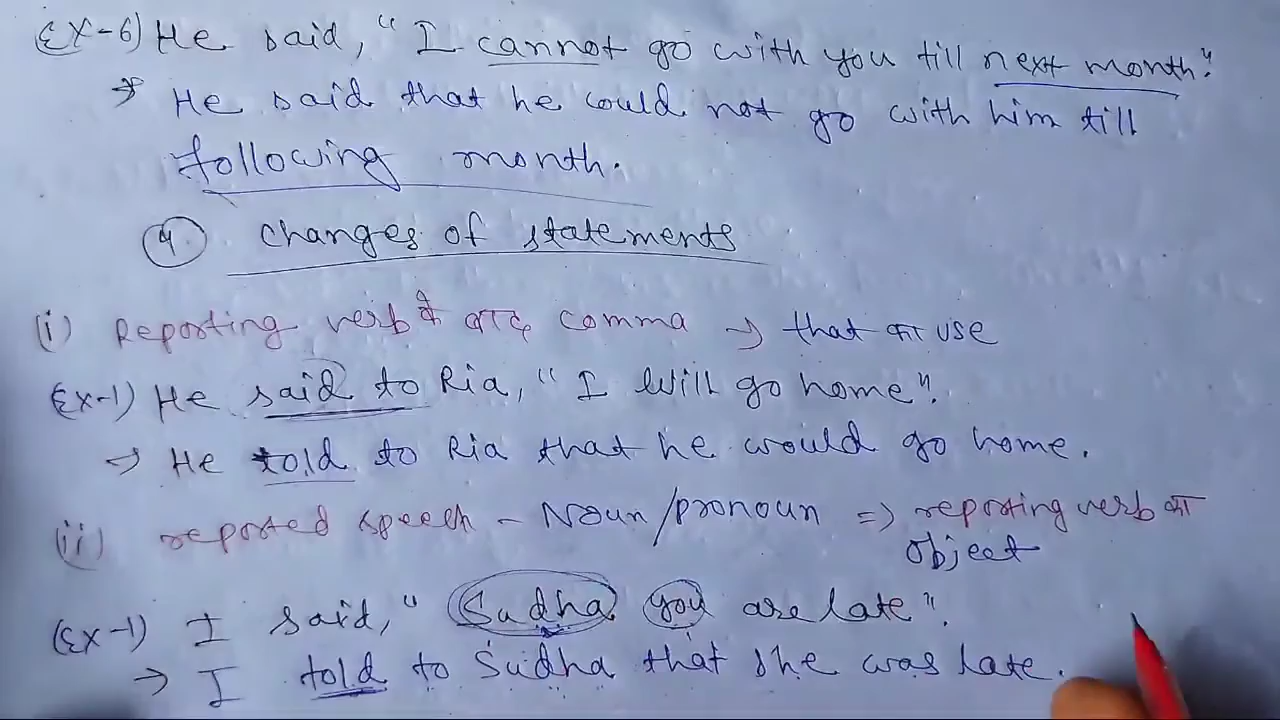 Ex-6) He said, "I cannot go with you till next month."
→ He said that he could not go with him till
following month.
4. Changes of statements
(i) Reporting verb के बाद comma → that का use
Ex-1) He said to Ria, "I will go home".
→ He told to Ria that he would go home.
(ii) reported speech - Noun/pronoun ⇒ reporting verb का
object
(Ex-1) I said, "Sudha you are late".
→ I told to Sudha that she was late.